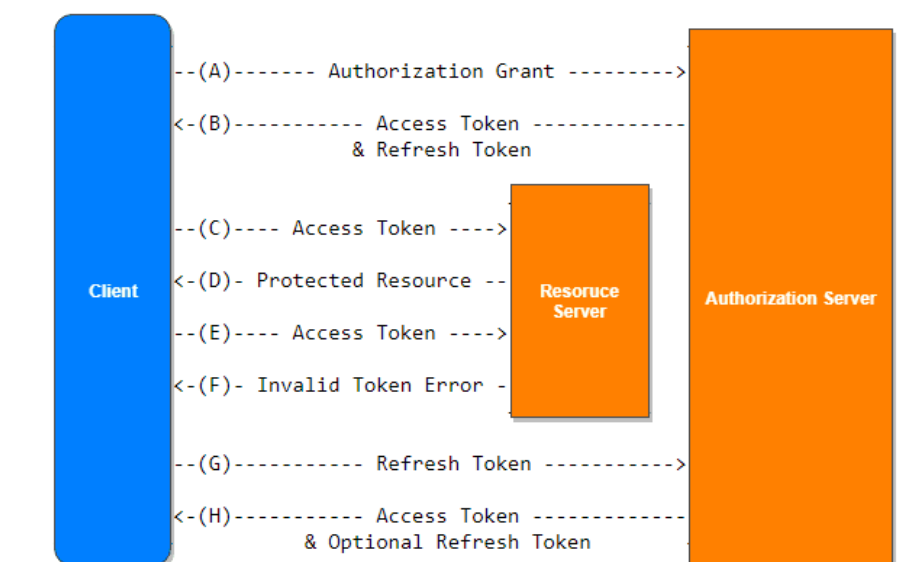 --(A)------- Authorization Grant --------->
<-(B)----------- Access Token -------------
& Refresh Token
--(C)---- Access Token ---->
<-(D)- Protected Resource --
Client
Resoruce
Server
Authorization Server
--(E)---- Access Token ---->
<-(F)- Invalid Token Error -
--(G)----------- Refresh Token ----------->
<-(H)----------- Access Token -------------
& Optional Refresh Token